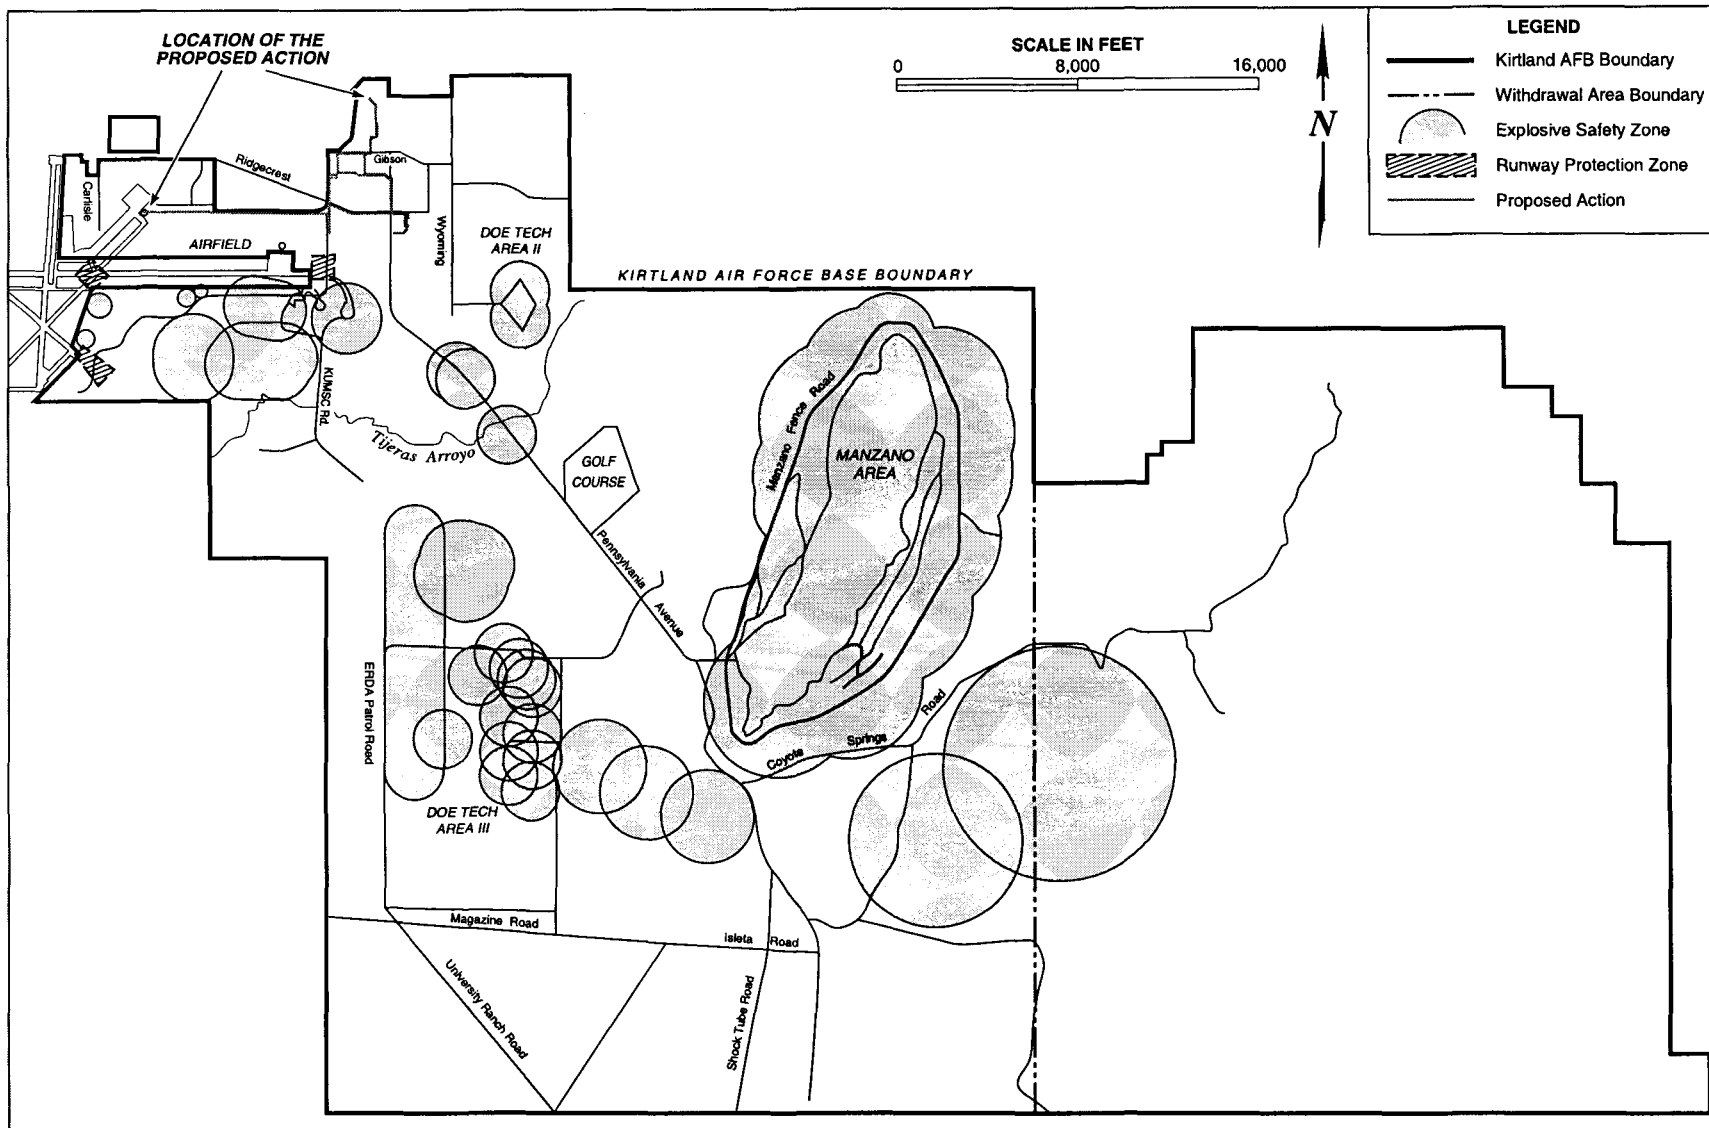 LOCATION OF THE
PROPOSED ACTION
SCALE IN FEET
0 8,000 16,000
N
LEGEND
Kirtland AFB Boundary
Withdrawal Area Boundary
Explosive Safety Zone
Runway Protection Zone
Proposed Action
Carlisle
Ridgecrest
Gibson
Wyoming
AIRFIELD
DOE TECH
AREA II
KIRTLAND AIR FORCE BASE BOUNDARY
KUMSC Rd.
Tijeras Arroyo
GOLF
COURSE
Manzano Fence Road
MANZANO
AREA
Pennsylvania Avenue
ERDA Patrol Road
Coyote Springs Road
DOE TECH
AREA III
Magazine Road
Isleta Road
University Ranch Road
Shock Tube Road